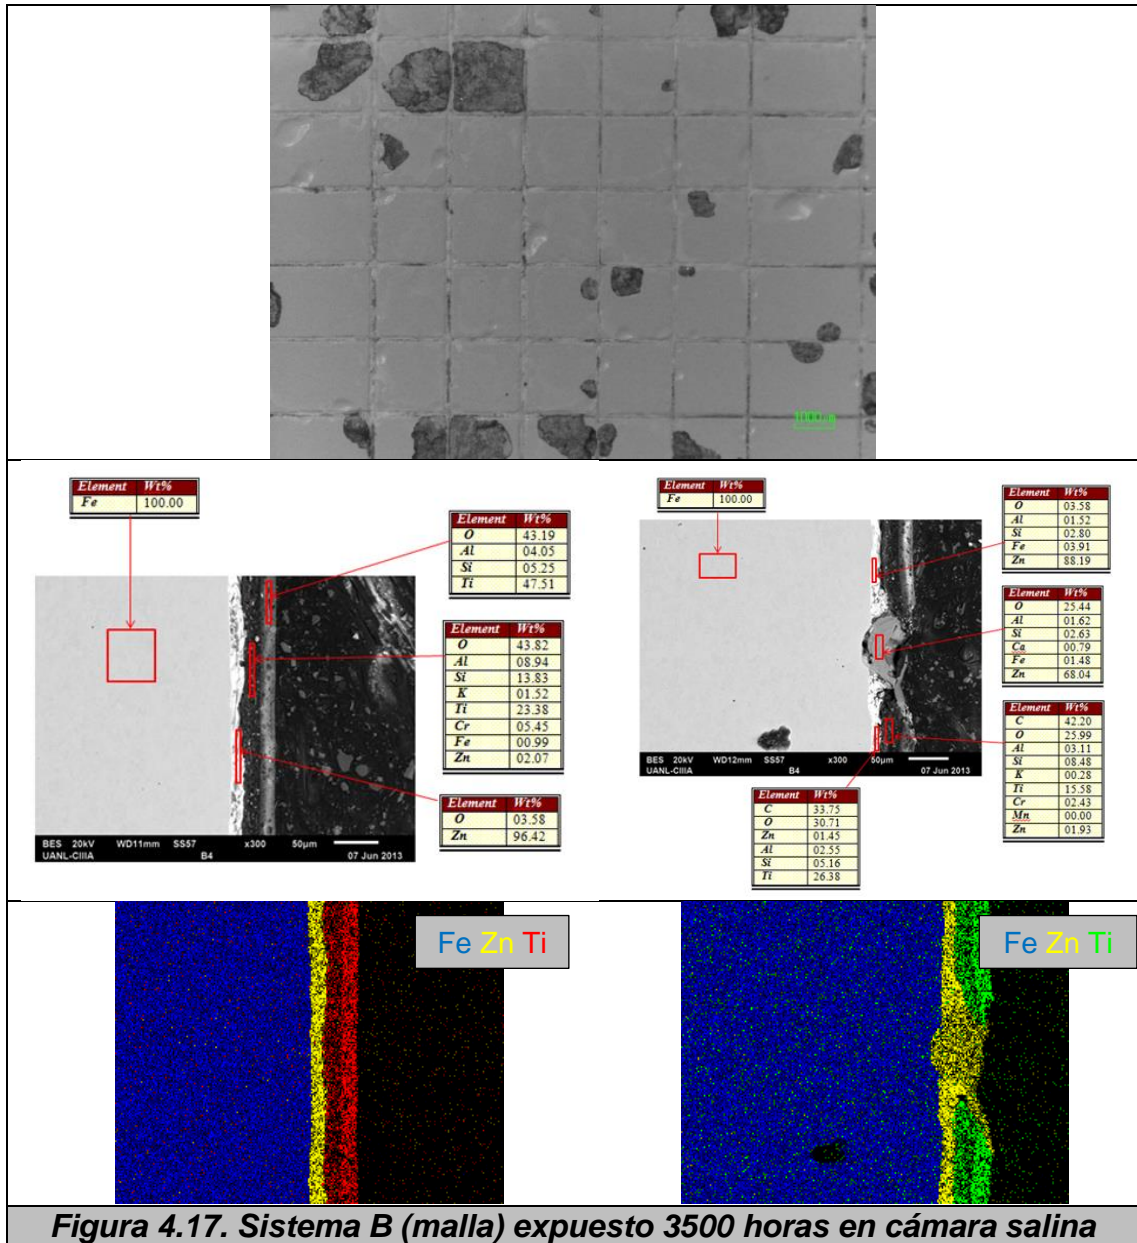 1000µm
Element Wt%
Fe 100.00
Element Wt%
O 43.19
Al 04.05
Si 05.25
Ti 47.51
Element Wt%
O 43.82
Al 08.94
Si 13.83
K 01.52
Ti 23.38
Cr 05.45
Fe 00.99
Zn 02.07
Element Wt%
O 03.58
Zn 96.42
BES 20kV WD11mm SS57 x300 50µm
UANL-CIIIA B4 07 Jun 2013
Element Wt%
Fe 100.00
Element Wt%
O 03.58
Al 01.52
Si 02.80
Fe 03.91
Zn 88.19
Element Wt%
O 25.44
Al 01.62
Si 02.63
Ca 00.79
Fe 01.48
Zn 68.04
Element Wt%
C 42.20
O 25.99
Al 03.11
Si 08.48
K 00.28
Ti 15.58
Cr 02.43
Mn 00.00
Zn 01.93
Element Wt%
C 33.75
O 30.71
Zn 01.45
Al 02.55
Si 05.16
Ti 26.38
BES 20kV WD12mm SS57 x300 50µm
UANL-CIIIA B4 07 Jun 2013
Fe Zn Ti
Fe Zn Ti
Figura 4.17. Sistema B (malla) expuesto 3500 horas en cámara salina